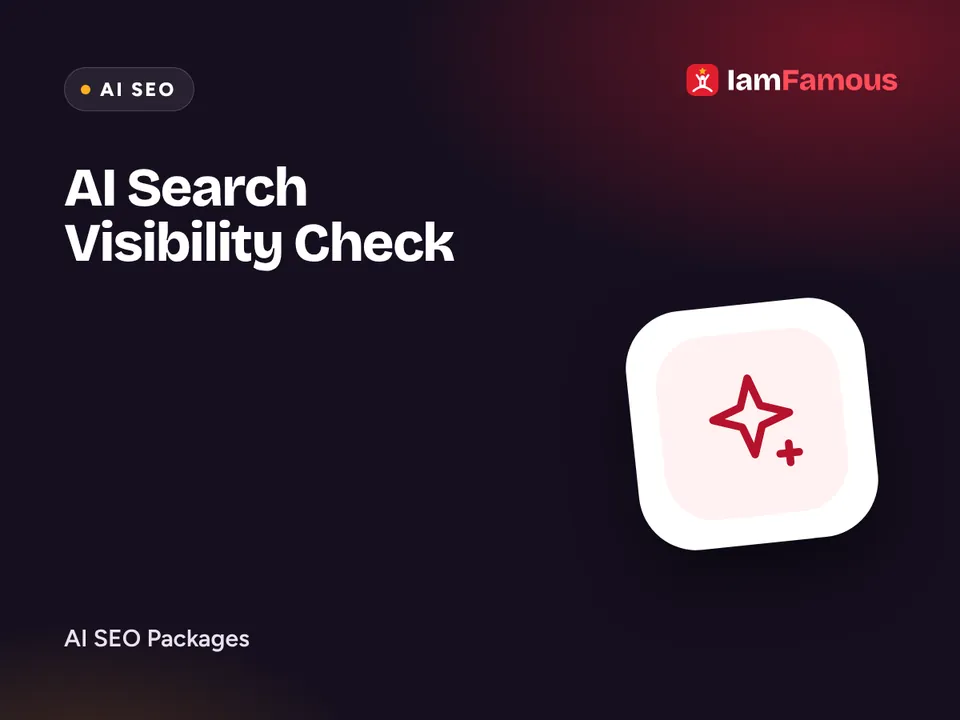 AI SEO
IamFamous
AI Search
Visibility Check
AI SEO Packages